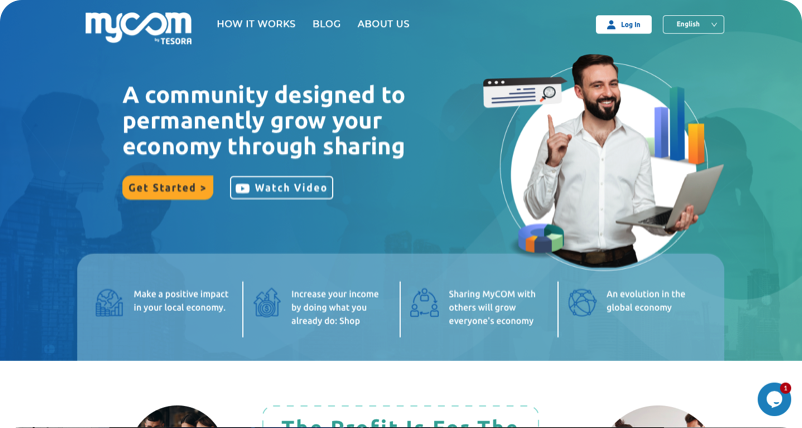 mycom
by TESORA
HOW IT WORKS
BLOG
ABOUT US
Log In
English
A community designed to
permanently grow your
economy through sharing
Get Started >
Watch Video
Make a positive impact
in your local economy.
Increase your income
by doing what you
already do: Shop
Sharing MyCOM with
others will grow
everyone's economy
An evolution in the
global economy
1
The Profit Is For The